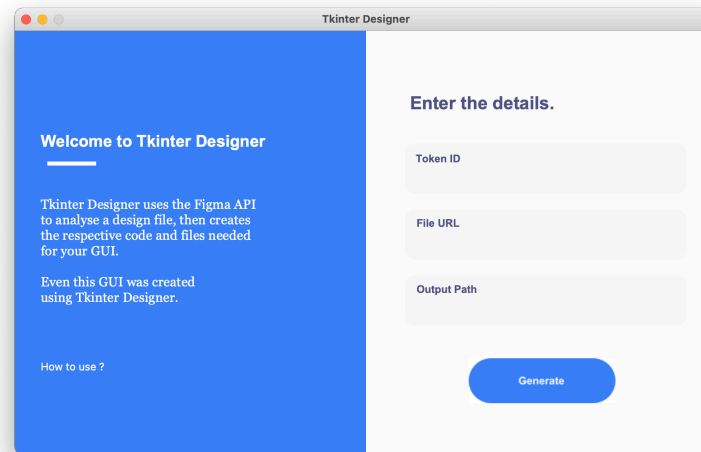 Tkinter Designer
Welcome to Tkinter Designer
Tkinter Designer uses the Figma API
to analyse a design file, then creates
the respective code and files needed
for your GUI.
Even this GUI was created
using Tkinter Designer.
How to use ?
Enter the details.
Token ID
File URL
Output Path
Generate